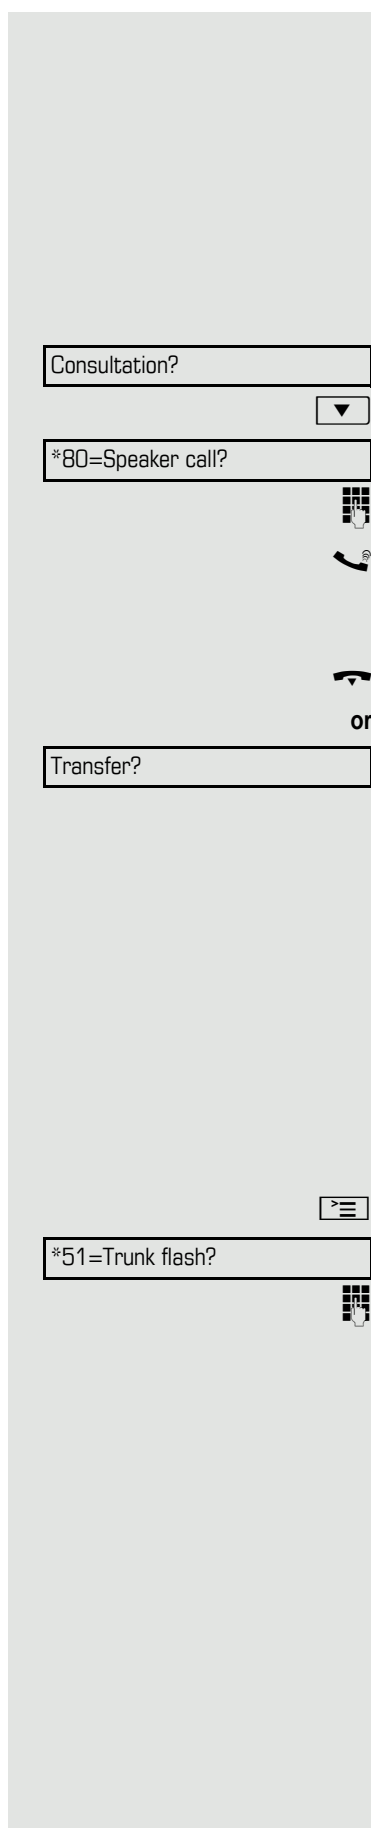 Consultation?
*80=Speaker call?
or
Transfer?
*51=Trunk flash?